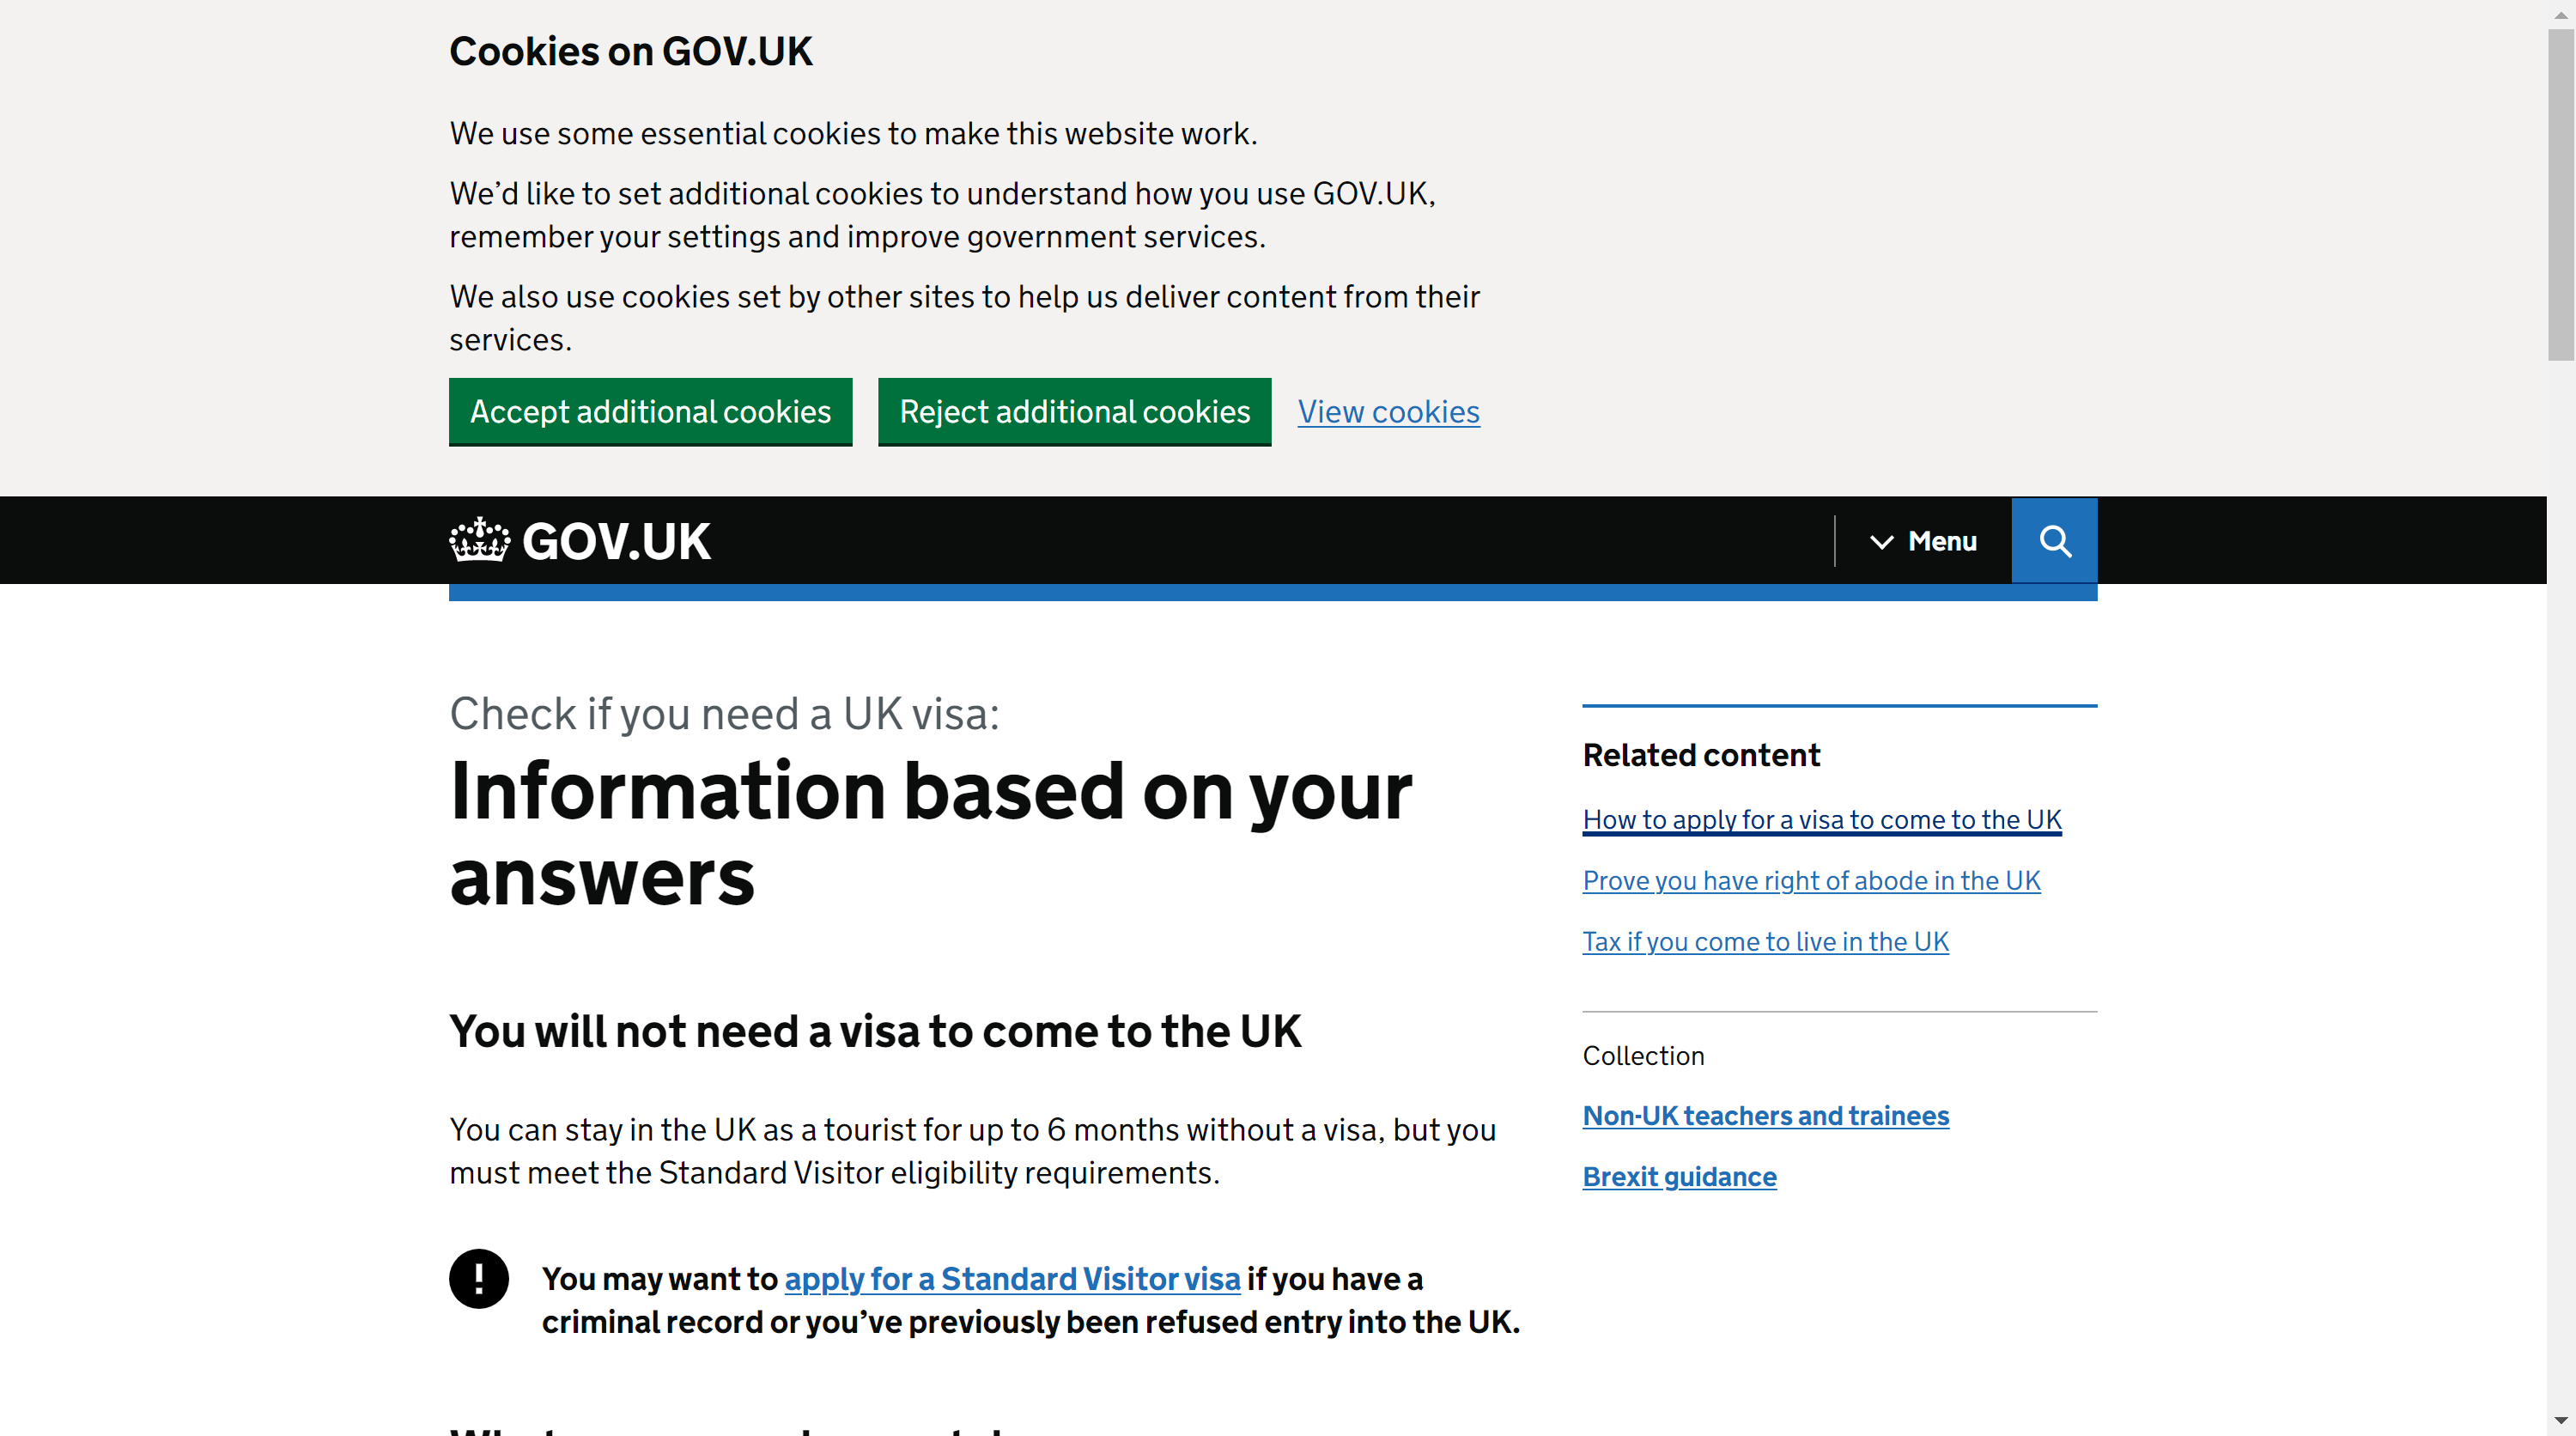 Cookies on GOV.UK
We use some essential cookies to make this website work.
We’d like to set additional cookies to understand how you use GOV.UK,
remember your settings and improve government services.
We also use cookies set by other sites to help us deliver content from their
services.
Accept additional cookies
Reject additional cookies
View cookies
GOV.UK
Menu
Check if you need a UK visa:
Information based on your
answers
You will not need a visa to come to the UK
You can stay in the UK as a tourist for up to 6 months without a visa, but you
must meet the Standard Visitor eligibility requirements.
You may want to apply for a Standard Visitor visa if you have a
criminal record or you’ve previously been refused entry into the UK.
Related content
How to apply for a visa to come to the UK
Prove you have right of abode in the UK
Tax if you come to live in the UK
Collection
Non-UK teachers and trainees
Brexit guidance